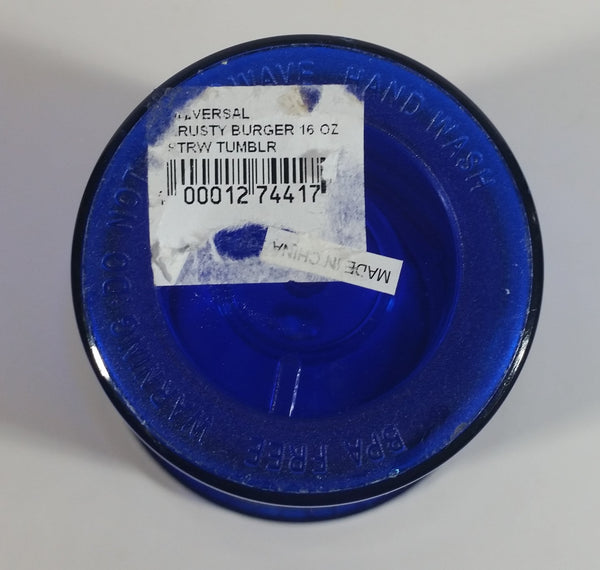 VERSAL
RUSTY BURGER 16 OZ
TRW TUMBLR
00012 74417
MADE IN CHINA
WARNING DO NOT
WAVE HAND WASH
BPA FREE